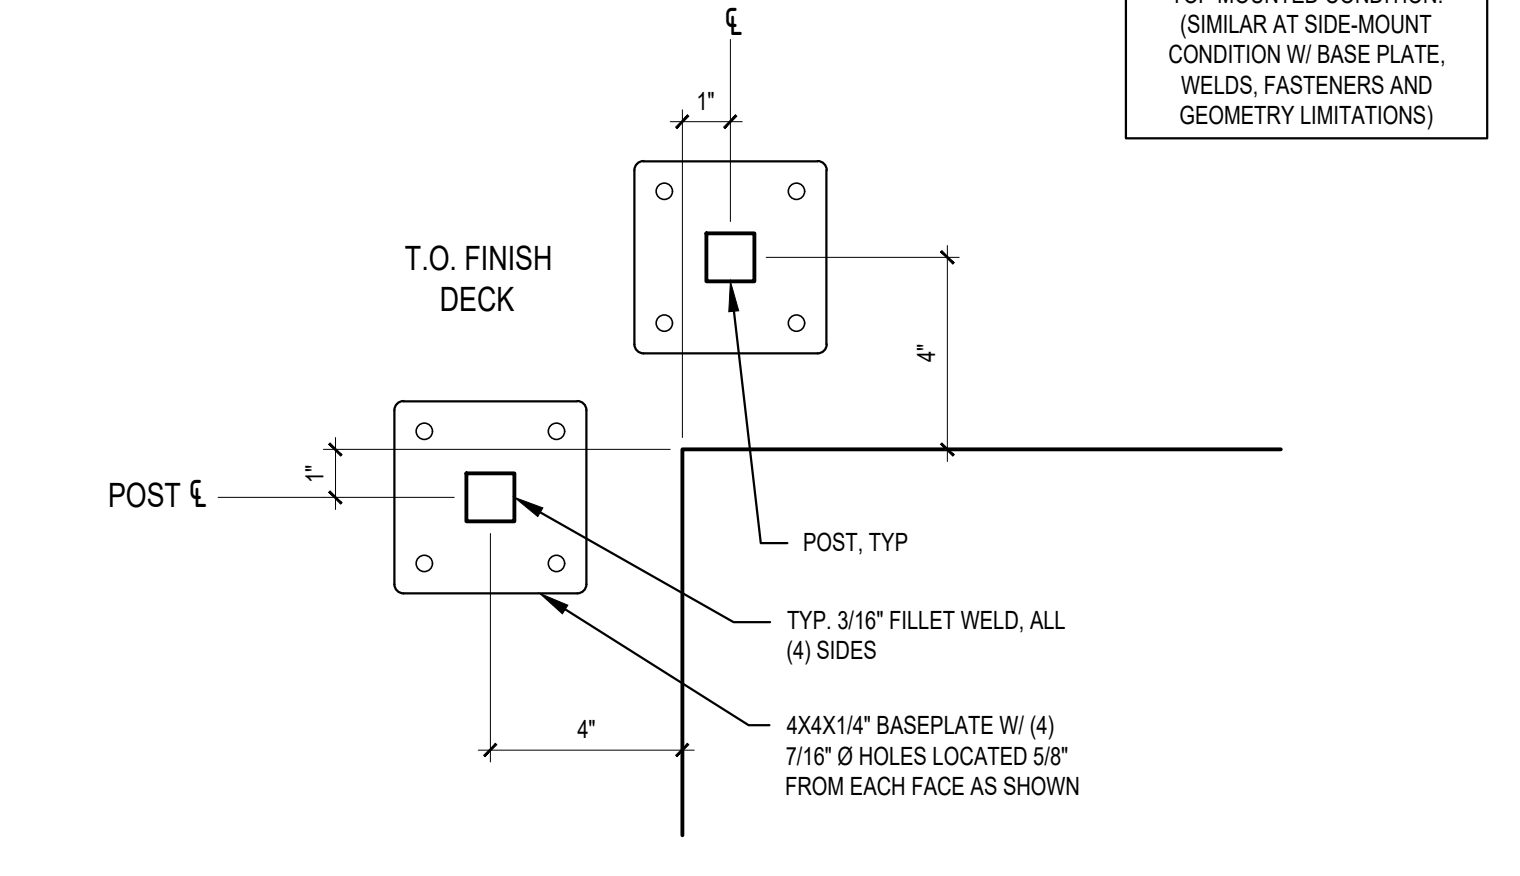 ℄
TOP MOUNTED CONDITION.
(SIMILAR AT SIDE-MOUNT
CONDITION W/ BASE PLATE,
WELDS, FASTENERS AND
GEOMETRY LIMITATIONS)
1"
T.O. FINISH
DECK
4"
1"
POST ℄
POST, TYP
TYP. 3/16" FILLET WELD, ALL
(4) SIDES
4"
4X4X1/4" BASEPLATE W/ (4)
7/16" Ø HOLES LOCATED 5/8"
FROM EACH FACE AS SHOWN